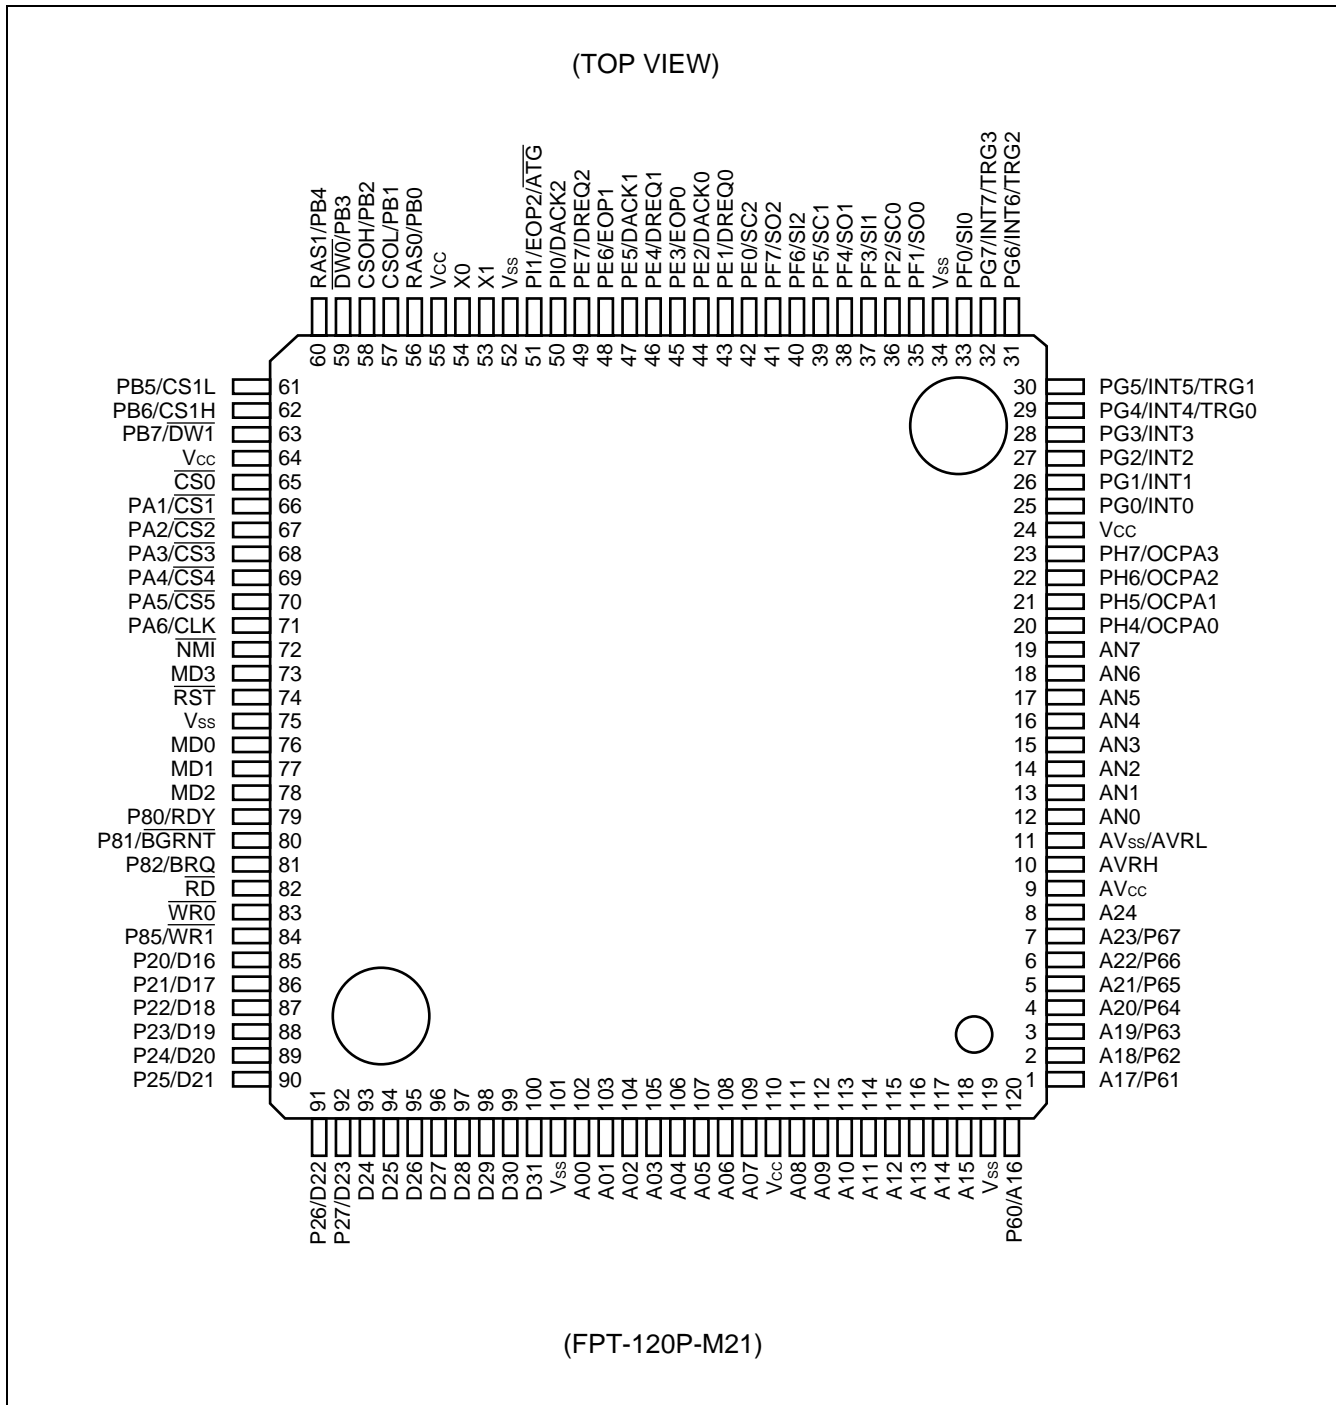 (TOP VIEW)
RAS1/PB4
DW0/PB3
CSOH/PB2
CSOL/PB1
RAS0/PB0
VCC
X0
X1
VSS
PI1/EOP2/ATG
PI0/DACK2
PE7/DREQ2
PE6/EOP1
PE5/DACK1
PE4/DREQ1
PE3/EOP0
PE2/DACK0
PE1/DREQ0
PE0/SC2
PF7/SO2
PF6/SI2
PF5/SC1
PF4/SO1
PF3/SI1
PF2/SC0
PF1/SO0
VSS
PF0/SI0
PG7/INT7/TRG3
PG6/INT6/TRG2
60 59 58 57 56 55 54 53 52 51 50 49 48 47 46 45 44 43 42 41 40 39 38 37 36 35 34 33 32 31
PB5/CS1L 61 30 PG5/INT5/TRG1
PB6/CS1H 62 29 PG4/INT4/TRG0
PB7/DW1 63 28 PG3/INT3
VCC 64 27 PG2/INT2
CS0 65 26 PG1/INT1
PA1/CS1 66 25 PG0/INT0
PA2/CS2 67 24 VCC
PA3/CS3 68 23 PH7/OCPA3
PA4/CS4 69 22 PH6/OCPA2
PA5/CS5 70 21 PH5/OCPA1
PA6/CLK 71 20 PH4/OCPA0
NMI 72 19 AN7
MD3 73 18 AN6
RST 74 17 AN5
VSS 75 16 AN4
MD0 76 15 AN3
MD1 77 14 AN2
MD2 78 13 AN1
P80/RDY 79 12 AN0
P81/BGRNT 80 11 AVSS/AVRL
P82/BRQ 81 10 AVRH
RD 82 9 AVCC
WR0 83 8 A24
P85/WR1 84 7 A23/P67
P20/D16 85 6 A22/P66
P21/D17 86 5 A21/P65
P22/D18 87 4 A20/P64
P23/D19 88 3 A19/P63
P24/D20 89 2 A18/P62
P25/D21 90 1 A17/P61
91 92 93 94 95 96 97 98 99 100 101 102 103 104 105 106 107 108 109 110 111 112 113 114 115 116 117 118 119 120
P26/D22
P27/D23
D24
D25
D26
D27
D28
D29
D30
D31
VSS
A00
A01
A02
A03
A04
A05
A06
A07
VCC
A08
A09
A10
A11
A12
A13
A14
A15
VSS
P60/A16
(FPT-120P-M21)